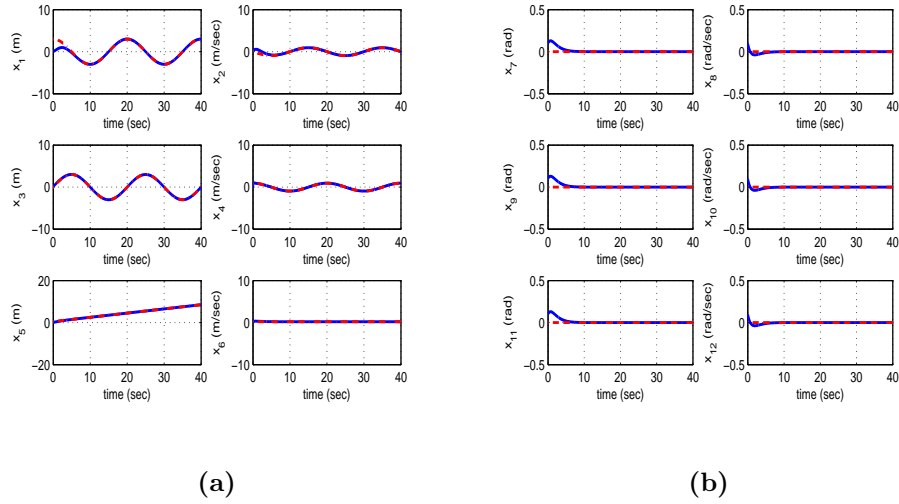 10
0
−10
0 10 20 30 40
time (sec)
x1 (m)
10
0
−10
0 10 20 30 40
time (sec)
x2 (m/sec)
10
0
−10
0 10 20 30 40
time (sec)
x3 (m)
10
0
−10
0 10 20 30 40
time (sec)
x4 (m/sec)
20
0
−20
0 10 20 30 40
time (sec)
x5 (m)
10
0
−10
0 10 20 30 40
time (sec)
x6 (m/sec)
(a)
0.5
0
−0.5
0 10 20 30 40
time (sec)
x7 (rad)
0.5
0
−0.5
0 10 20 30 40
time (sec)
x8 (rad/sec)
0.5
0
−0.5
0 10 20 30 40
time (sec)
x9 (rad)
0.5
0
−0.5
0 10 20 30 40
time (sec)
x10 (rad/sec)
0.5
0
−0.5
0 10 20 30 40
time (sec)
x11 (rad)
0.5
0
−0.5
0 10 20 30 40
time (sec)
x12 (rad/sec)
(b)